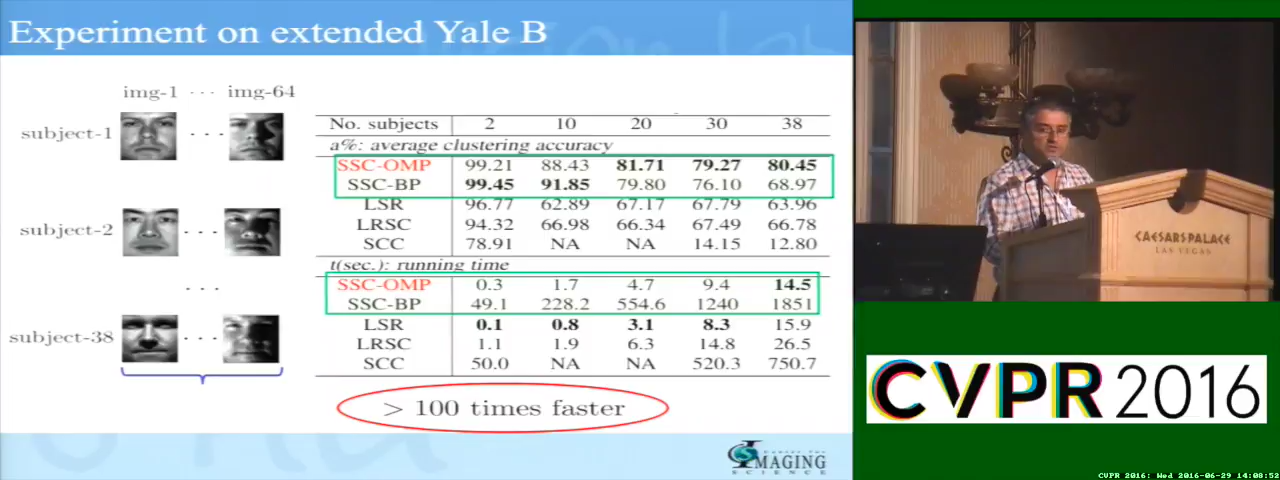 Experiment on extended Yale B
img-1 ... img-64
subject-1 ...
subject-2 ...
...
subject-38 ...
No. subjects 2 10 20 30 38
a%: average clustering accuracy
SSC-OMP 99.21 88.43 81.71 79.27 80.45
SSC-BP 99.45 91.85 79.80 76.10 68.97
LSR 96.77 62.89 67.17 67.79 63.96
LRSC 94.32 66.98 66.34 67.49 66.78
SCC 78.91 NA NA 14.15 12.80
t(sec.): running time
SSC-OMP 0.3 1.7 4.7 9.4 14.5
SSC-BP 49.1 228.2 554.6 1240 1851
LSR 0.1 0.8 3.1 8.3 15.9
LRSC 1.1 1.9 6.3 14.8 26.5
SCC 50.0 NA NA 520.3 750.7
> 100 times faster
IMAGING
SCIENCE
CAESARS PALACE
LAS VEGAS
CVPR 2016
CVPR 2016: Wed 2016-06-29 14:08:52